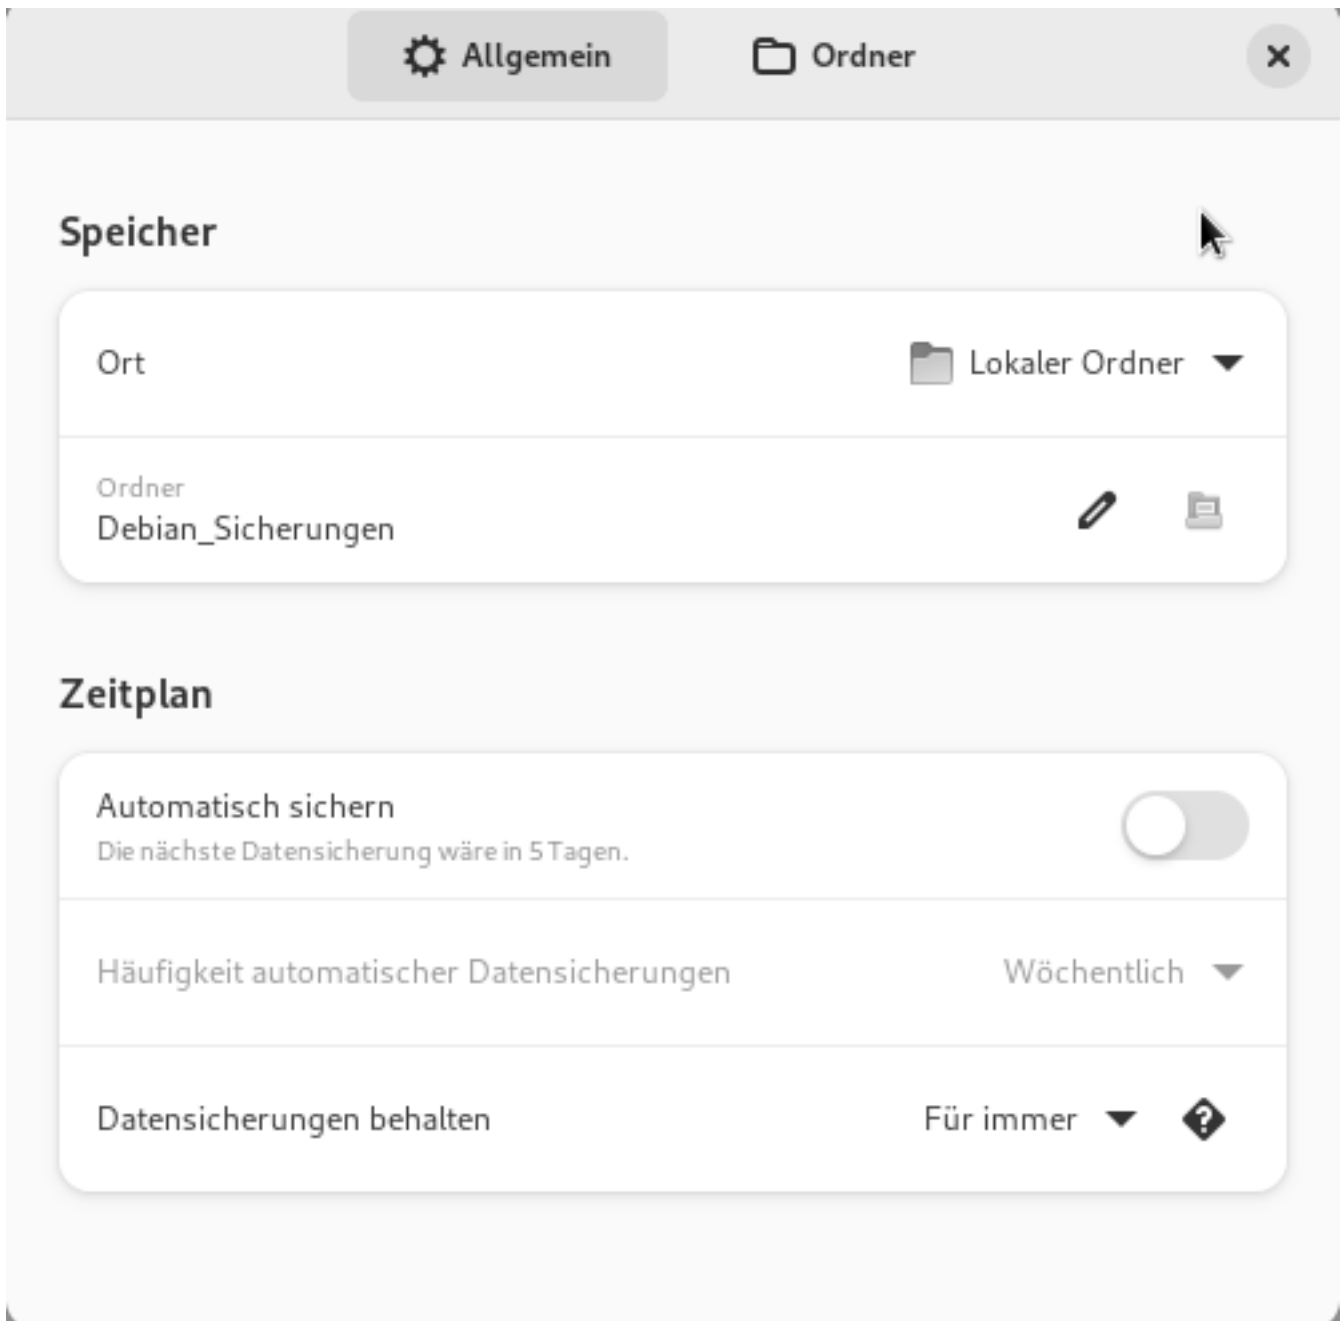 Allgemein
Ordner
Speicher
Ort
Lokaler Ordner
Ordner
Debian_Sicherungen
Zeitplan
Automatisch sichern
Die nächste Datensicherung wäre in 5 Tagen.
Häufigkeit automatischer Datensicherungen
Wöchentlich
Datensicherungen behalten
Für immer